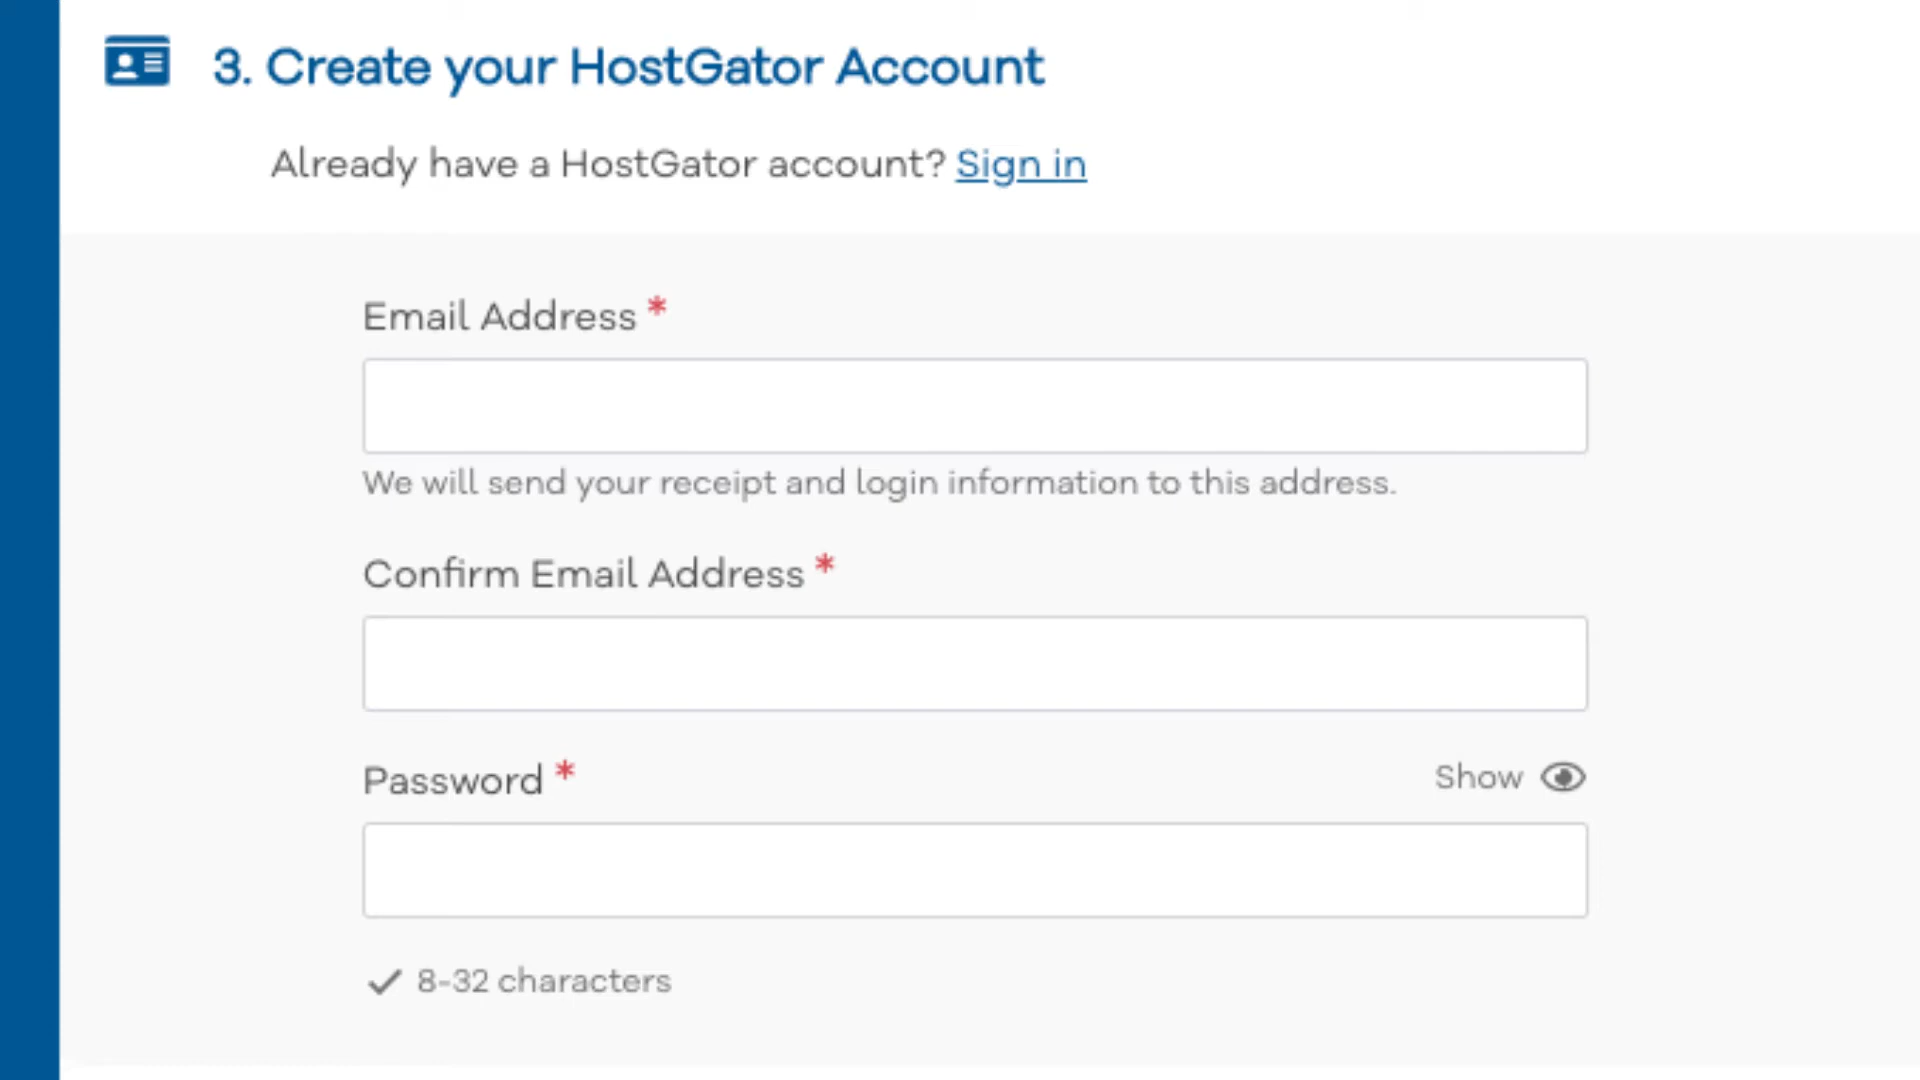 3. Create your HostGator Account
Already have a HostGator account? Sign in
Email Address *
We will send your receipt and login information to this address.
Confirm Email Address *
Password *
Show
8-32 characters